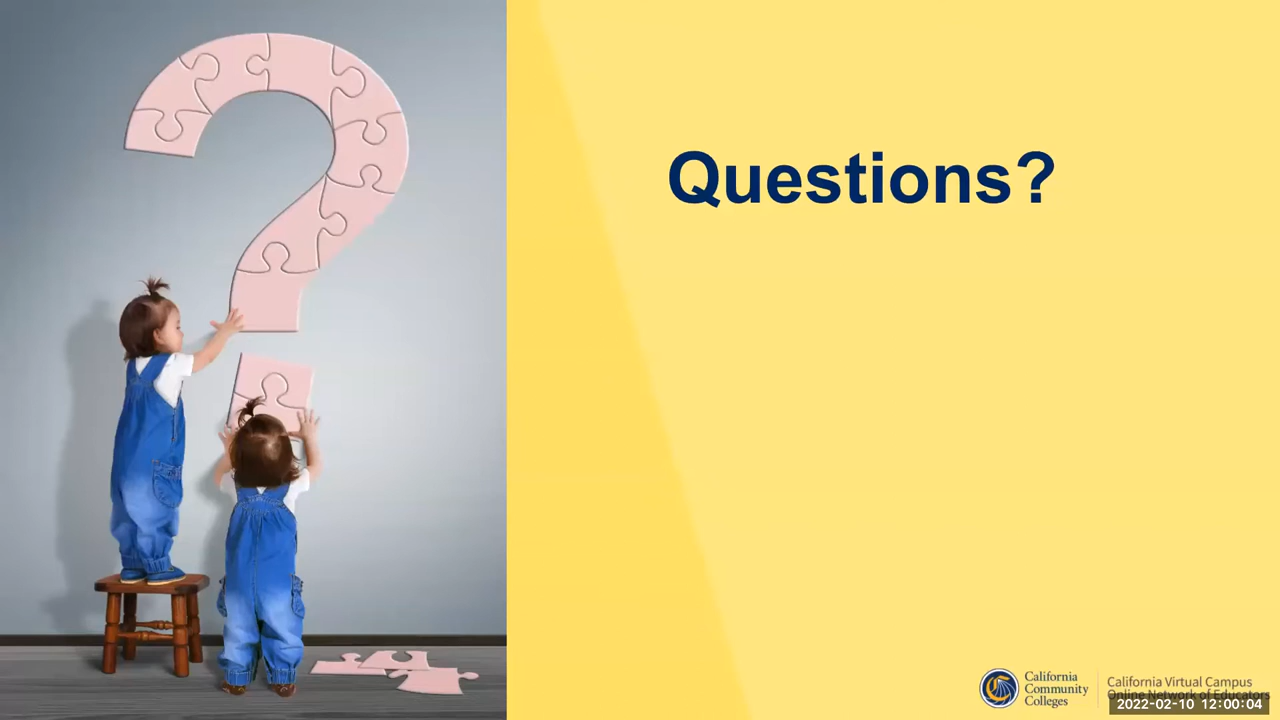 Questions?
California
Community
Colleges
California Virtual Campus
Online Network of Educators
2022-02-10 12:00:04